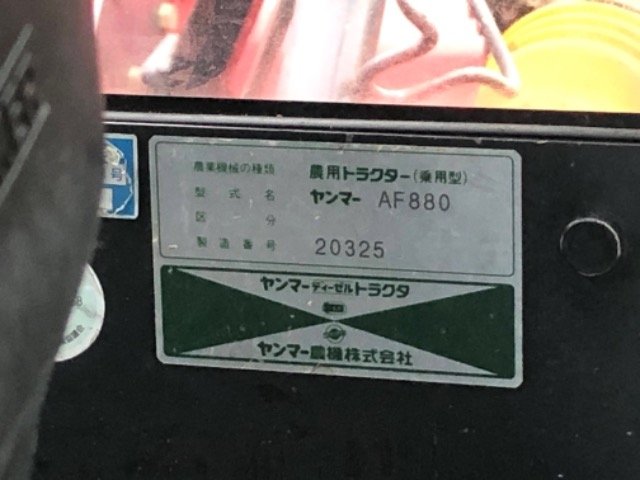 農業機械の種類 農用トラクター(乗用型)
型式名 ヤンマー AF880
区分
製造番号 20325
ヤンマーディーゼルトラクタ
ヤンマー農機株式会社
号